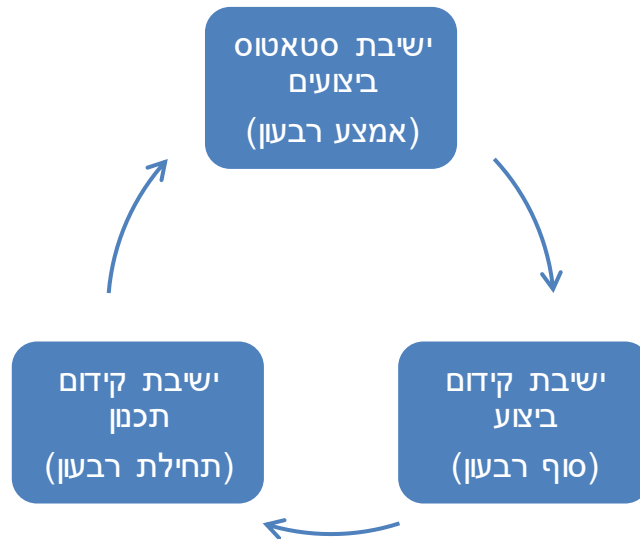 ישיבת סטאטוס
ביצועים
(אמצע רבעון)
ישיבת קידום
ביצוע
(סוף רבעון)
ישיבת קידום
תכנון
(תחילת רבעון)